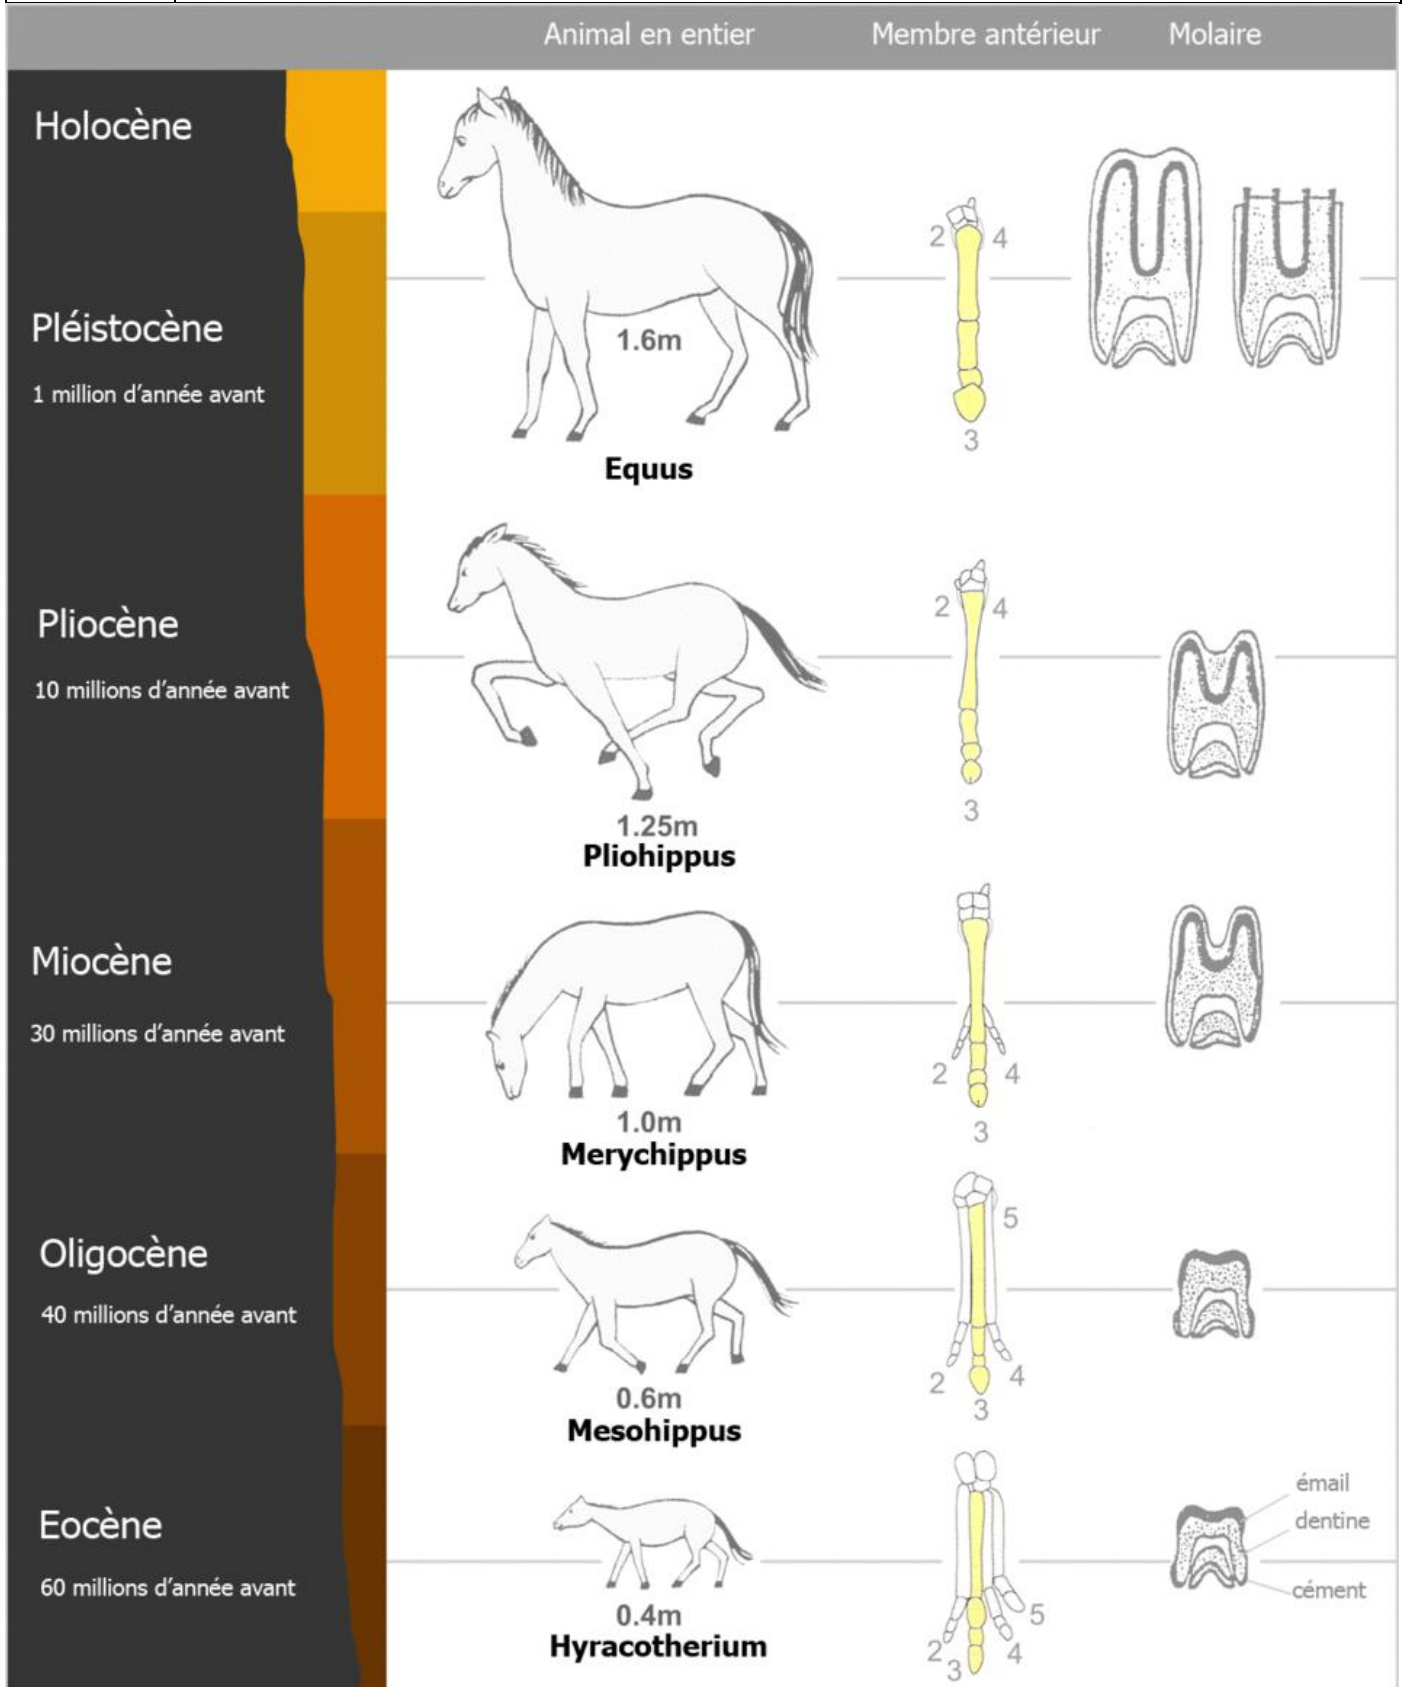 Animal en entier Membre antérieur Molaire
Holocène
2 4
Pléistocène
1.6m
1 million d'année avant
3
Equus
Pliocène
2 4
10 millions d'année avant
3
1.25m
Pliohippus
Miocène
30 millions d'année avant
2 4
1.0m
3
Merychippus
5
Oligocène
40 millions d'année avant
2 4
0.6m
3
Mesohippus
émail
Eocène
dentine
60 millions d'année avant
cément
0.4m
5
Hyracotherium
2 4
3